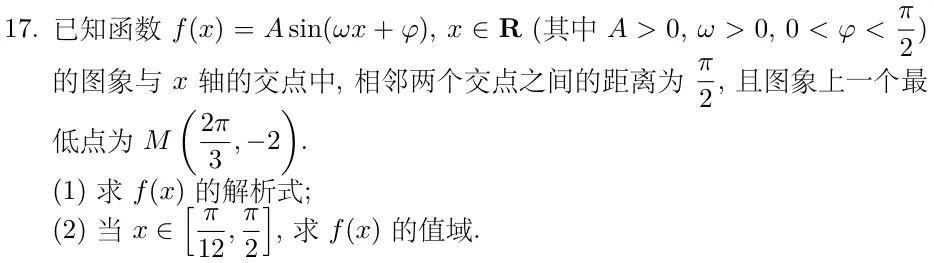 17. 已知函数 f(x) = A sin(ωx + φ), x ∈ R (其中 A > 0, ω > 0, 0 < φ < π/2)
的图象与 x 轴的交点中, 相邻两个交点之间的距离为 π/2, 且图象上一个最
低点为 M(2π/3, −2).
(1) 求 f(x) 的解析式;
(2) 当 x ∈ [π/12, π/2], 求 f(x) 的值域.